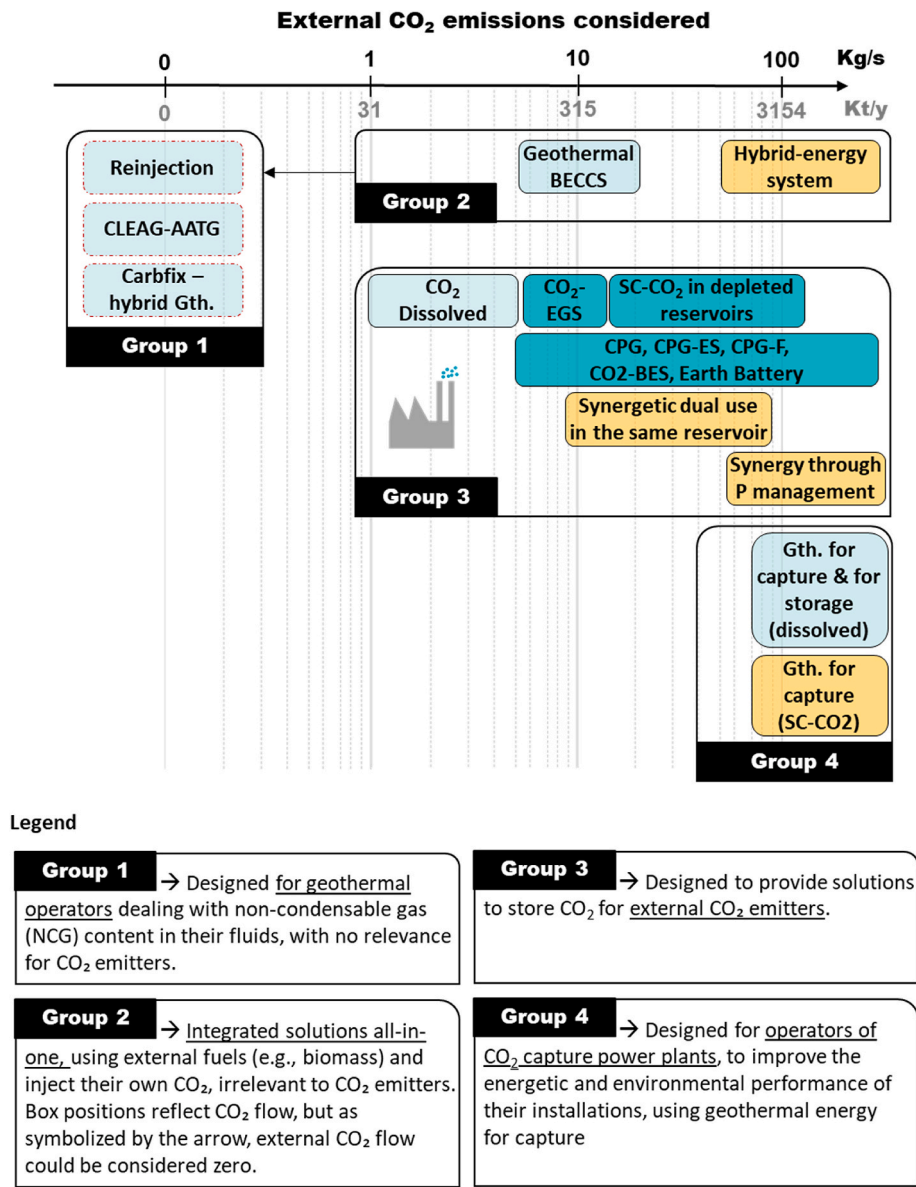 External CO₂ emissions considered
0 1 10 100 Kg/s
0 31 315 3154 Kt/y
Reinjection
CLEAG-AATG
Carbfix –
hybrid Gth.
Group 1
Geothermal
BECCS
Hybrid-energy
system
Group 2
CO₂
Dissolved
CO₂-
EGS
SC-CO₂ in depleted
reservoirs
CPG, CPG-ES, CPG-F,
CO2-BES, Earth Battery
Synergetic dual use
in the same reservoir
Synergy through
P management
Group 3
Gth. for
capture & for
storage
(dissolved)
Gth. for
capture
(SC-CO2)
Group 4
Legend
Group 1 → Designed for geothermal
operators dealing with non-condensable gas
(NCG) content in their fluids, with no relevance
for CO₂ emitters.
Group 2 → Integrated solutions all-in-
one, using external fuels (e.g., biomass) and
inject their own CO₂, irrelevant to CO₂ emitters.
Box positions reflect CO₂ flow, but as
symbolized by the arrow, external CO₂ flow
could be considered zero.
Group 3 → Designed to provide solutions
to store CO₂ for external CO₂ emitters.
Group 4 → Designed for operators of
CO₂ capture power plants, to improve the
energetic and environmental performance of
their installations, using geothermal energy
for capture